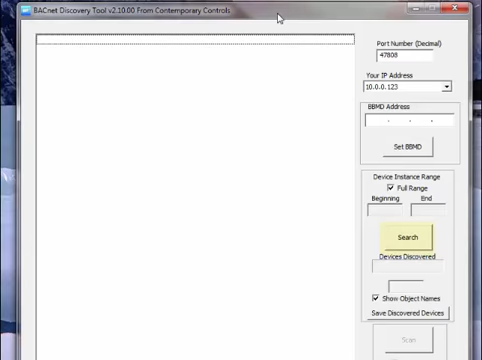 BACnet Discovery Tool v2.10.00 From Contemporary Controls
Port Number (Decimal)
47808
Your IP Address
10.0.0.123
BBMD Address
. . .
Set BBMD
Device Instance Range
Full Range
Beginning End
Search
Devices Discovered
Show Object Names
Save Discovered Devices
Scan